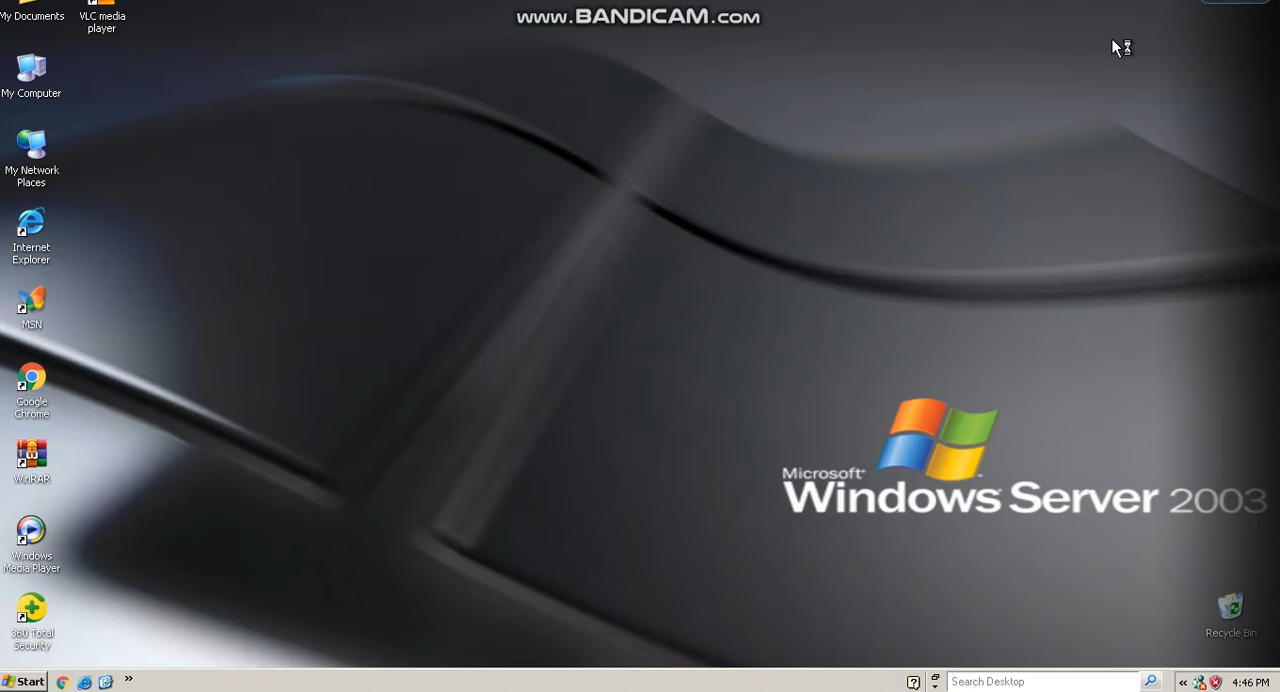 www.BANDICAM.com
My Documents
VLC media
player
My Computer
My Network
Places
Internet
Explorer
MSN
Google
Chrome
WinRAR
Windows
Media Player
360 Total
Security
Microsoft®
Windows Server 2003
Recycle Bin
Start
»
Search Desktop
«
4:46 PM